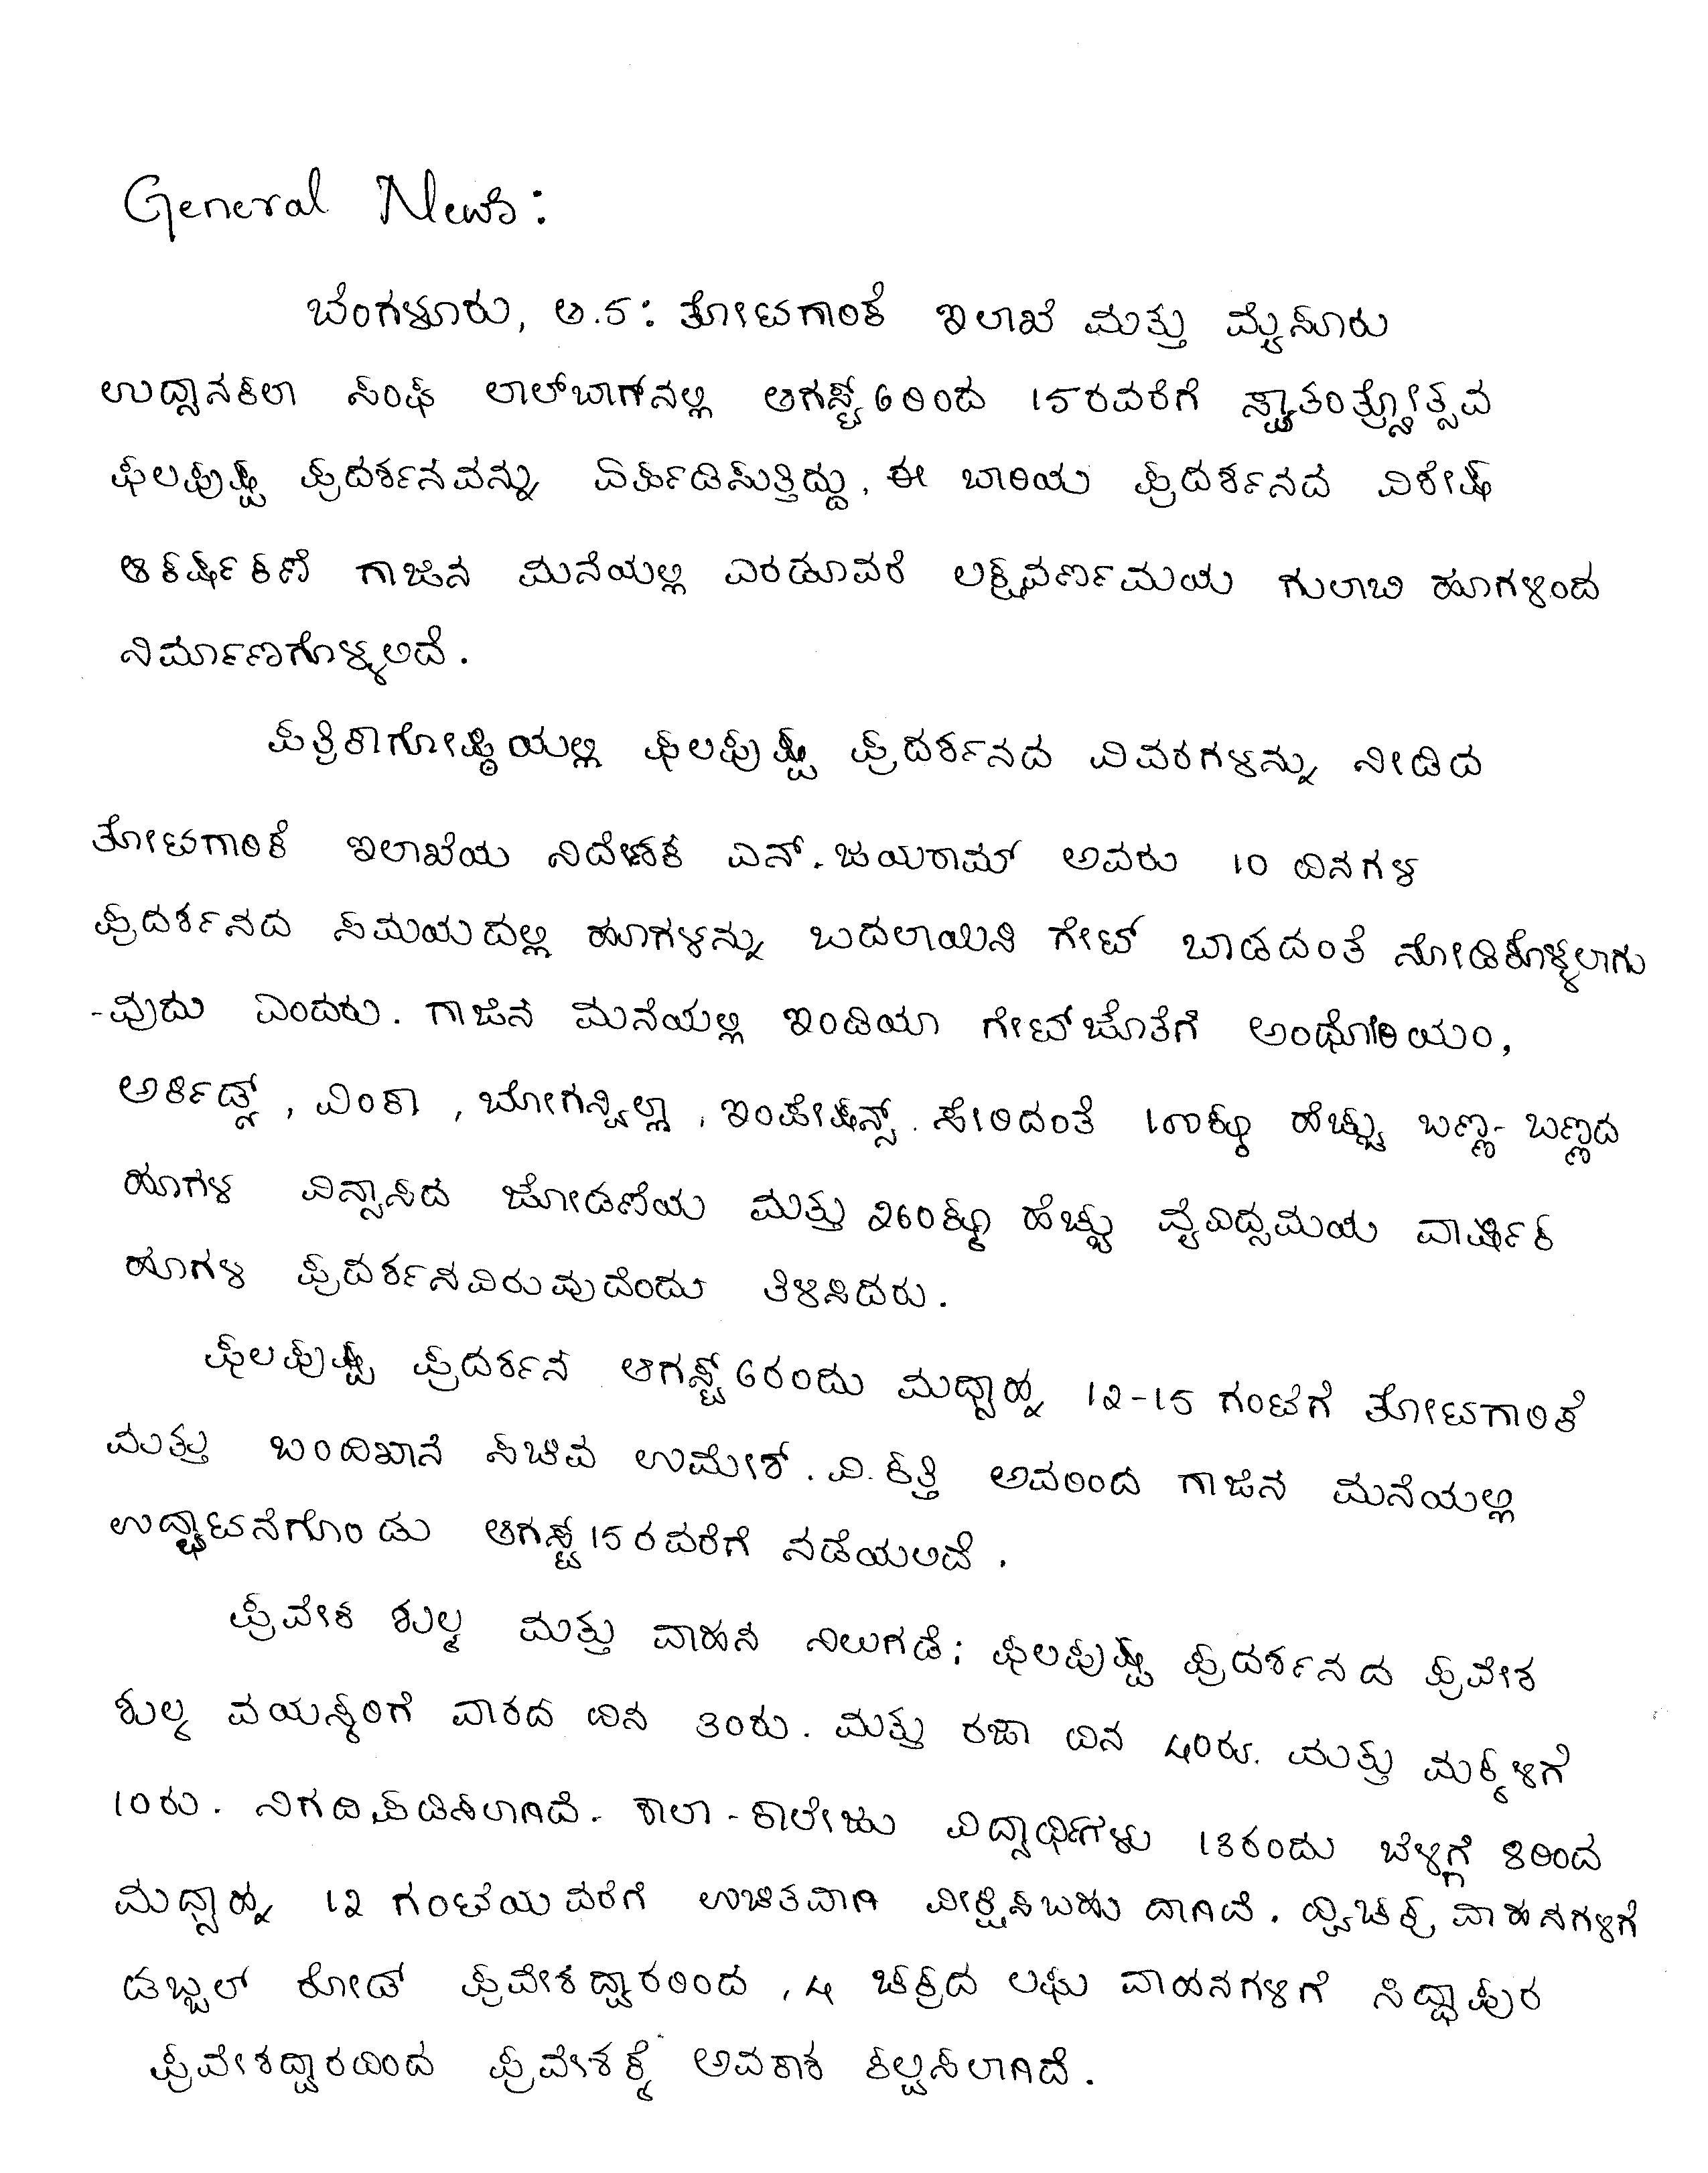 General News:
ಬೆಂಗಳೂರು, ಆ.5: ತೋಟಗಾರಿಕೆ ಇಲಾಖೆ ಮತ್ತು ಮೈಸೂರು
ಉದ್ಯಾನಕಲಾ ಸಂಘ ಲಾಲ್‌ಬಾಗ್‌ನಲ್ಲಿ ಆಗಸ್ಟ್ 6ರಿಂದ 15ರವರೆಗೆ ಸ್ವಾತಂತ್ರ್ಯೋತ್ಸವ
ಫಲಪುಷ್ಪ ಪ್ರದರ್ಶನವನ್ನು ಏರ್ಪಡಿಸುತ್ತಿದ್ದು, ಈ ಬಾರಿಯ ಪ್ರದರ್ಶನದ ವಿಶೇಷ
ಆಕರ್ಷಕಣೆ ಗಾಜಿನ ಮನೆಯಲ್ಲಿ ಎರಡೂವರೆ ಲಕ್ಷವರ್ಣಮಯ ಗುಲಾಬಿ ಹೂಗಳಿಂದ
ನಿರ್ಮಾಣಗೊಳ್ಳಲಿದೆ.
ಪತ್ರಿಕಾಗೋಷ್ಠಿಯಲ್ಲಿ ಫಲಪುಷ್ಪ ಪ್ರದರ್ಶನದ ವಿವರಗಳನ್ನು ನೀಡಿದ
ತೋಟಗಾರಿಕೆ ಇಲಾಖೆಯ ನಿರ್ದೇಶಕ ಎನ್. ಜಯರಾಮ್ ಅವರು 10 ದಿನಗಳ
ಪ್ರದರ್ಶನದ ಸಮಯದಲ್ಲಿ ಹೂಗಳನ್ನು ಬದಲಾಯಿಸಿ ಗೇಟ್ ಬಾಡದಂತೆ ನೋಡಿಕೊಳ್ಳಲಾಗು
-ವುದು ಎಂದರು. ಗಾಜಿನ ಮನೆಯಲ್ಲಿ ಇಂಡಿಯಾ ಗೇಟ್‌ಜೊತೆಗೆ ಅಂಥೋರಿಯಂ,
ಆರ್ಕಿಡ್ಸ್, ವಿಂಕಾ, ಬೋಗನ್ವಿಲ್ಲಾ, ಇಂಪೇಷನ್ಸ್. ಸೇರಿದಂತೆ 100ಕ್ಕೂ ಹೆಚ್ಚು ಬಣ್ಣ-ಬಣ್ಣದ
ಹೂಗಳ ವಿನ್ಯಾಸದ ಜೋಡಣೆಯ ಮತ್ತು 260ಕ್ಕೂ ಹೆಚ್ಚು ವೈವಿಧ್ಯಮಯ ವಾರ್ಷಿಕ
ಹೂಗಳ ಪ್ರದರ್ಶನವಿರುವುದೆಂದು ತಿಳಿಸಿದರು.
ಫಲಪುಷ್ಪ ಪ್ರದರ್ಶನ ಆಗಸ್ಟ್ 6ರಂದು ಮಧ್ಯಾಹ್ನ 12-15 ಗಂಟೆಗೆ ತೋಟಗಾರಿಕೆ
ಮತ್ತು ಬಂದಿಖಾನೆ ಸಚಿವ ಉಮೇಶ್. ವಿ. ಕತ್ತಿ ಅವರಿಂದ ಗಾಜಿನ ಮನೆಯಲ್ಲಿ
ಉದ್ಘಾಟನೆಗೊಂಡು ಆಗಸ್ಟ್ 15ರವರೆಗೆ ನಡೆಯಲಿದೆ.
ಪ್ರವೇಶ ಶುಲ್ಕ ಮತ್ತು ವಾಹನ ನಿಲುಗಡೆ: ಫಲಪುಷ್ಪ ಪ್ರದರ್ಶನದ ಪ್ರವೇಶ
ಶುಲ್ಕ ವಯಸ್ಕರಿಗೆ ವಾರದ ದಿನ 30ರು. ಮತ್ತು ರಜಾ ದಿನ 40ರು. ಮತ್ತು ಮಕ್ಕಳಿಗೆ
10ರು. ನಿಗದಿಪಡಿಸಲಾಗಿದೆ. ಶಾಲಾ-ಕಾಲೇಜು ವಿದ್ಯಾರ್ಥಿಗಳು 13ರಂದು ಬೆಳಿಗ್ಗೆ 8ರಿಂದ
ಮಧ್ಯಾಹ್ನ 12 ಗಂಟೆಯವರೆಗೆ ಉಚಿತವಾಗಿ ವೀಕ್ಷಿಸಬಹುದಾಗಿದೆ. ದ್ವಿಚಕ್ರ ವಾಹನಗಳಿಗೆ
ಡಬ್ಬಲ್ ರೋಡ್ ಪ್ರವೇಶದ್ವಾರದಿಂದ, 4 ಚಕ್ರದ ಲಘು ವಾಹನಗಳಿಗೆ ಸಿದ್ಧಾಪುರ
ಪ್ರವೇಶದ್ವಾರದಿಂದ ಪ್ರವೇಶಕ್ಕೆ ಅವಕಾಶ ಕಲ್ಪಿಸಲಾಗಿದೆ.